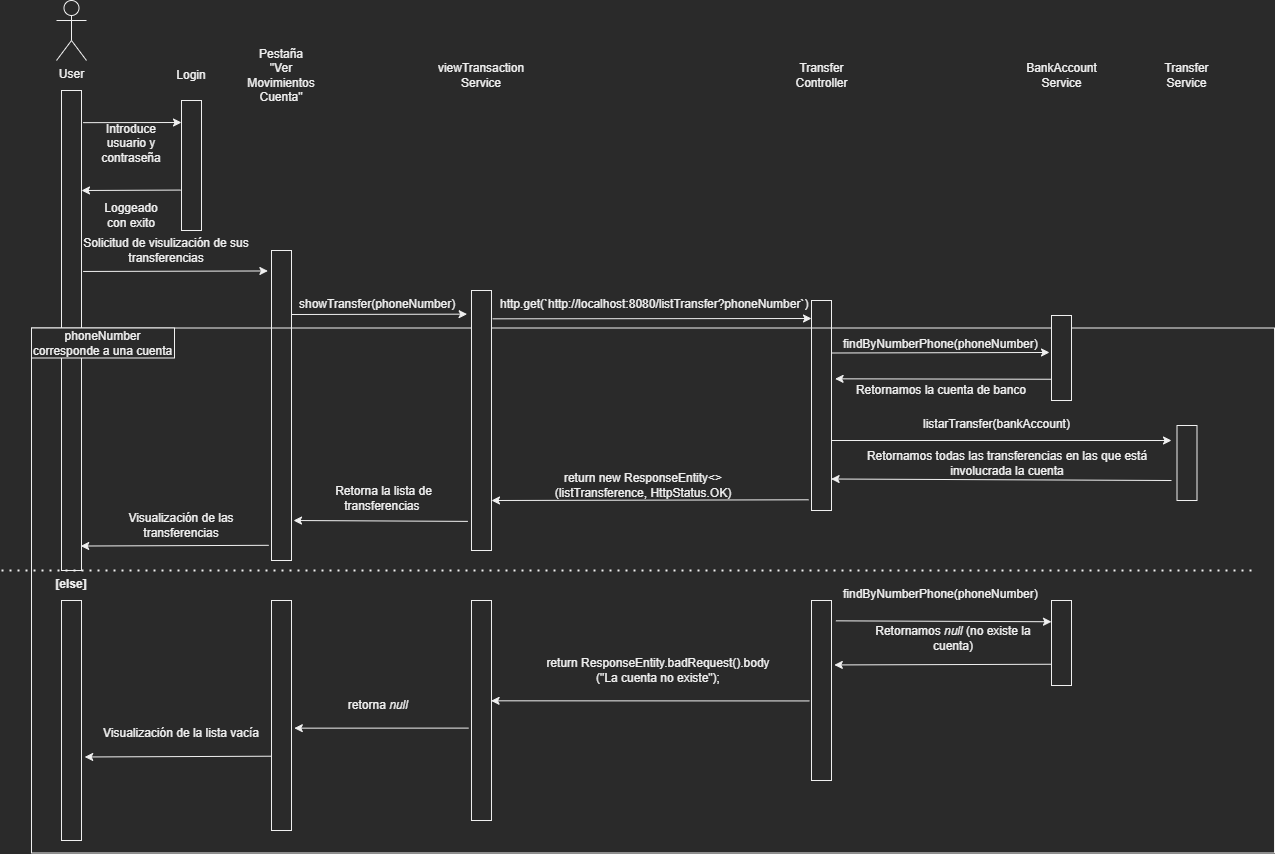 User
Login
Pestaña
"Ver
Movimientos
Cuenta"
viewTransaction
Service
Transfer
Controller
BankAccount
Service
Transfer
Service
Introduce
usuario y
contraseña
Loggeado
con exito
Solicitud de visulización de sus
transferencias
showTransfer(phoneNumber)
http.get(`http://localhost:8080/listTransfer?phoneNumber`)
phoneNumber
corresponde a una cuenta
findByNumberPhone(phoneNumber)
Retornamos la cuenta de banco
listarTransfer(bankAccount)
Retornamos todas las transferencias en las que está
involucrada la cuenta
return new ResponseEntity<>
(listTransference, HttpStatus.OK)
Retorna la lista de
transferencias
Visualización de las
transferencias
[else]
findByNumberPhone(phoneNumber)
Retornamos null (no existe la
cuenta)
return ResponseEntity.badRequest().body
("La cuenta no existe");
retorna null
Visualización de la lista vacía